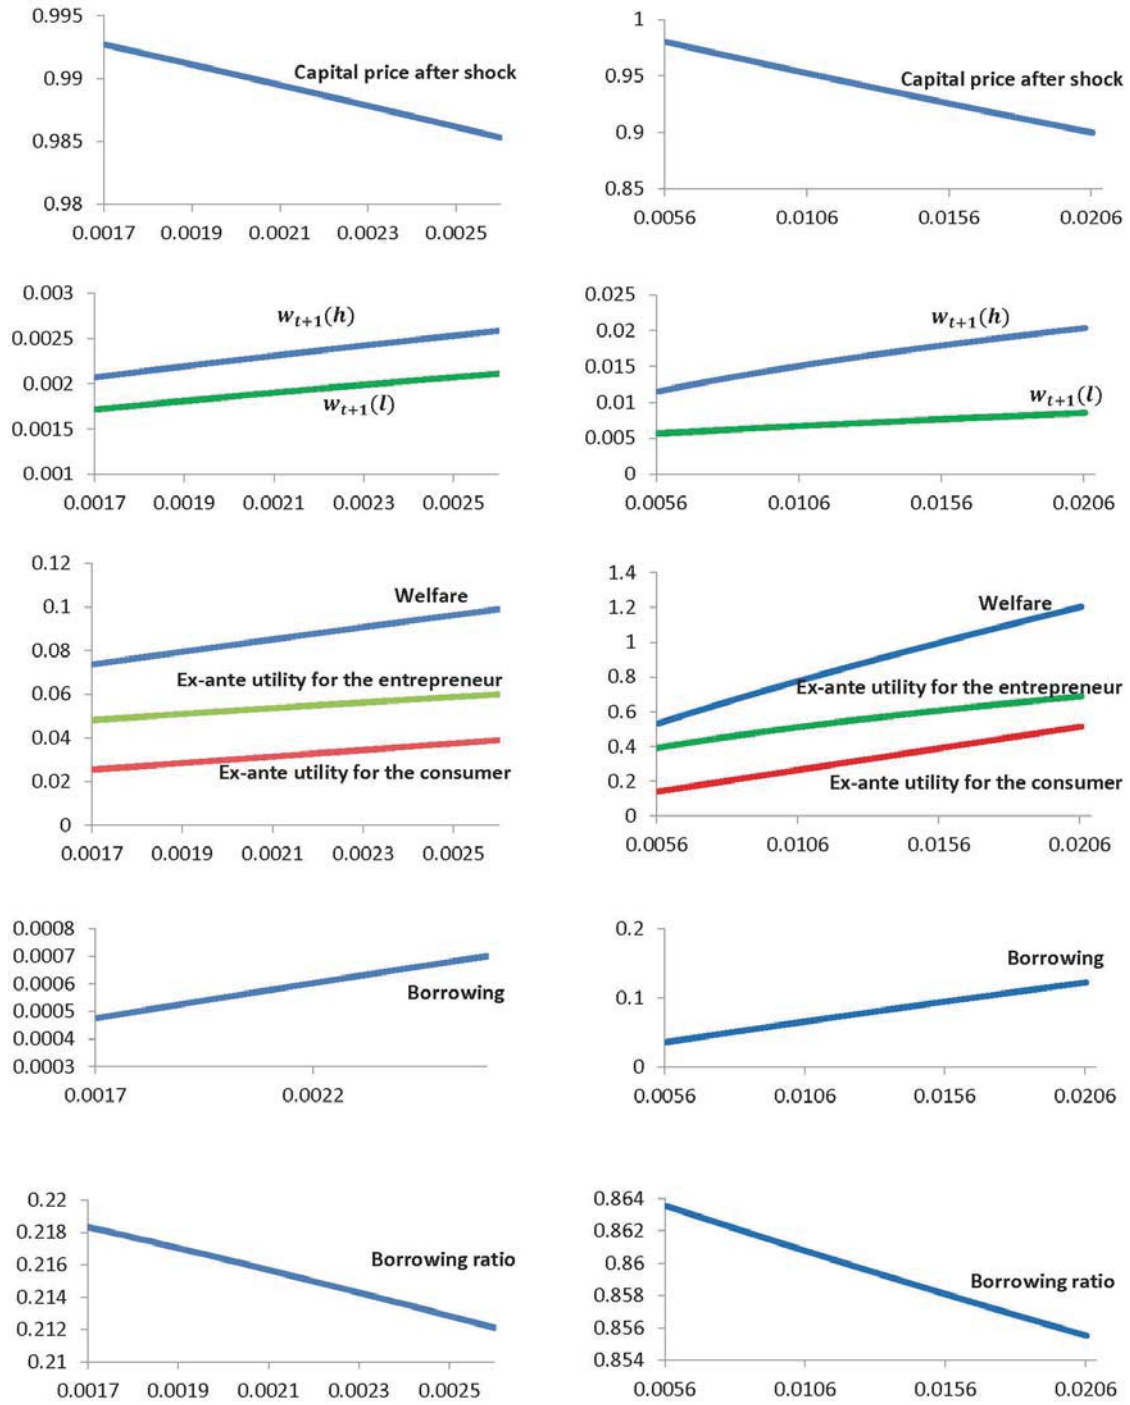 0.995
0.99
0.985
0.98
Capital price after shock
0.0017 0.0019 0.0021 0.0023 0.0025
1
0.95
0.9
0.85
Capital price after shock
0.0056 0.0106 0.0156 0.0206
0.003
0.0025
0.002
0.0015
0.001
w_{t+1}(h)
w_{t+1}(l)
0.0017 0.0019 0.0021 0.0023 0.0025
0.025
0.02
0.015
0.01
0.005
0
w_{t+1}(h)
w_{t+1}(l)
0.0056 0.0106 0.0156 0.0206
0.12
0.1
0.08
0.06
0.04
0.02
0
Welfare
Ex-ante utility for the entrepreneur
Ex-ante utility for the consumer
0.0017 0.0019 0.0021 0.0023 0.0025
1.4
1.2
1
0.8
0.6
0.4
0.2
0
Welfare
Ex-ante utility for the entrepreneur
Ex-ante utility for the consumer
0.0056 0.0106 0.0156 0.0206
0.0008
0.0007
0.0006
0.0005
0.0004
0.0003
Borrowing
0.0017 0.0022
0.2
0.1
0
Borrowing
0.0056 0.0106 0.0156 0.0206
0.22
0.218
0.216
0.214
0.212
0.21
Borrowing ratio
0.0017 0.0019 0.0021 0.0023 0.0025
0.864
0.862
0.86
0.858
0.856
0.854
Borrowing ratio
0.0056 0.0106 0.0156 0.0206